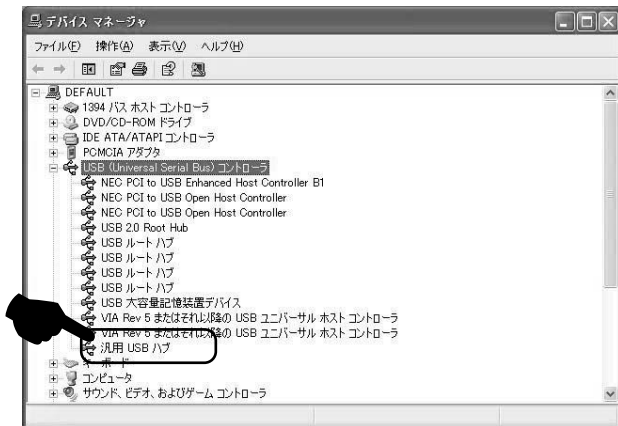 デバイス マネージャ
ファイル(F) 操作(A) 表示(V) ヘルプ(H)
DEFAULT
1394 バス ホスト コントローラ
DVD/CD-ROM ドライブ
IDE ATA/ATAPI コントローラ
PCMCIA アダプタ
USB (Universal Serial Bus) コントローラ
NEC PCI to USB Enhanced Host Controller B1
NEC PCI to USB Open Host Controller
NEC PCI to USB Open Host Controller
USB 2.0 Root Hub
USB ルート ハブ
USB ルート ハブ
USB ルート ハブ
USB ルート ハブ
USB 大容量記憶装置デバイス
VIA Rev 5 またはそれ以降の USB ユニバーサル ホスト コントローラ
VIA Rev 5 またはそれ以降の USB ユニバーサル ホスト コントローラ
汎用 USB ハブ
キーボード
コンピュータ
サウンド、ビデオ、およびゲーム コントローラ